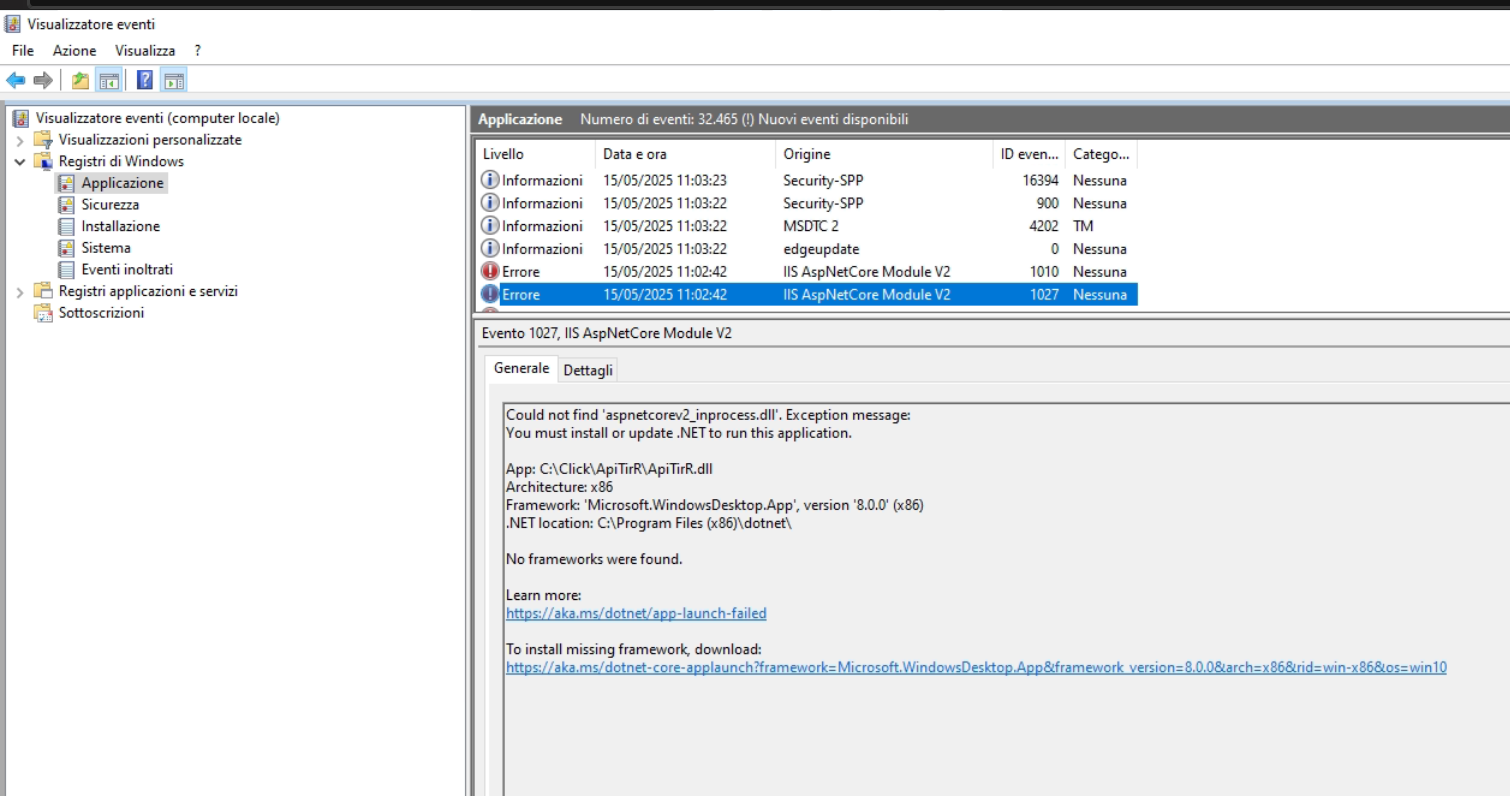 Visualizzatore eventi
File Azione Visualizza ?
Visualizzatore eventi (computer locale)
Visualizzazioni personalizzate
Registri di Windows
Applicazione
Sicurezza
Installazione
Sistema
Eventi inoltrati
Registri applicazioni e servizi
Sottoscrizioni
Applicazione Numero di eventi: 32.465 (!) Nuovi eventi disponibili
Livello Data e ora Origine ID even... Catego...
Informazioni 15/05/2025 11:03:23 Security-SPP 16394 Nessuna
Informazioni 15/05/2025 11:03:22 Security-SPP 900 Nessuna
Informazioni 15/05/2025 11:03:22 MSDTC 2 4202 TM
Informazioni 15/05/2025 11:03:22 edgeupdate 0 Nessuna
Errore 15/05/2025 11:02:42 IIS AspNetCore Module V2 1010 Nessuna
Errore 15/05/2025 11:02:42 IIS AspNetCore Module V2 1027 Nessuna
Evento 1027, IIS AspNetCore Module V2
Generale Dettagli
Could not find 'aspnetcorev2_inprocess.dll'. Exception message:
You must install or update .NET to run this application.
App: C:\Click\ApiTirR\ApiTirR.dll
Architecture: x86
Framework: 'Microsoft.WindowsDesktop.App', version '8.0.0' (x86)
.NET location: C:\Program Files (x86)\dotnet\
No frameworks were found.
Learn more:
https://aka.ms/dotnet/app-launch-failed
To install missing framework, download:
https://aka.ms/dotnet-core-applaunch?framework=Microsoft.WindowsDesktop.App&framework_version=8.0.0&arch=x86&rid=win-x86&os=win10